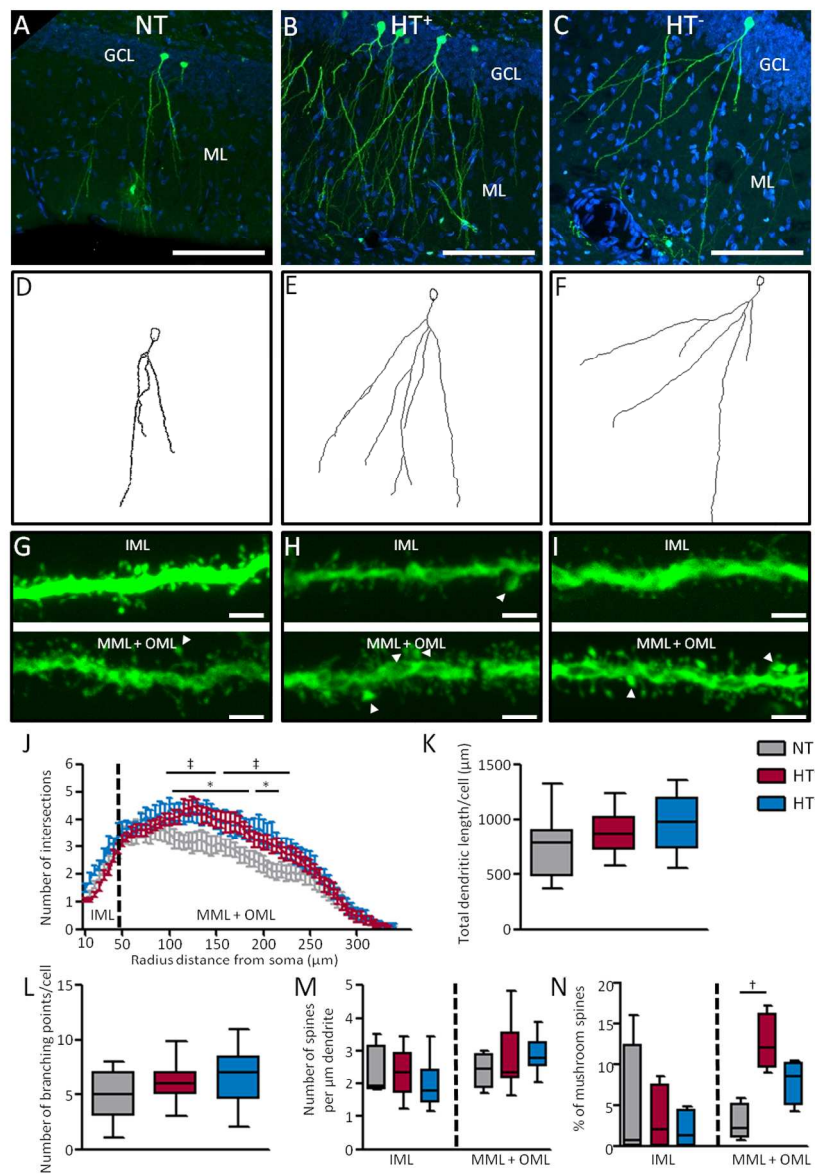 A NT GCL ML
B HT+ GCL ML
C HT- GCL ML
D
E
F
G IML
MML + OML
H IML
MML + OML
I IML
MML + OML
J
Number of intersections
6
5
4
3
2
1
0
‡ ‡
* *
IML MML + OML
10 50 100 150 200 250 300
Radius distance from soma (µm)
K
Total dendritic length/cell (µm)
1500
1000
500
0
NT
HT
HT
L
Number of branching points/cell
15
10
5
0
M
Number of spines
per µm dendrite
5
4
3
2
1
0
IML MML + OML
N
% of mushroom spines
20
15
10
5
0
†
IML MML + OML